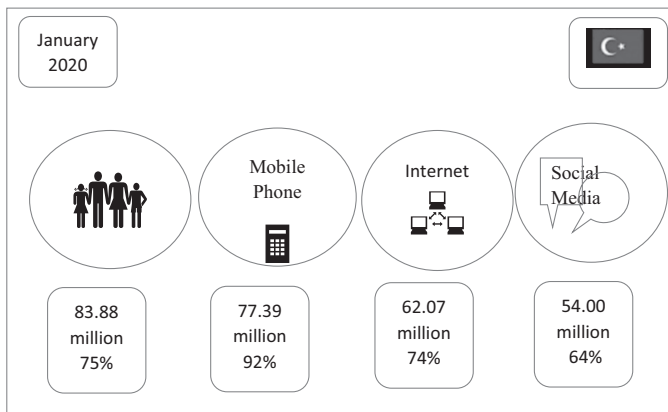 January
2020
Mobile
Phone
Internet
Social
Media
83.88
million
75%
77.39
million
92%
62.07
million
74%
54.00
million
64%